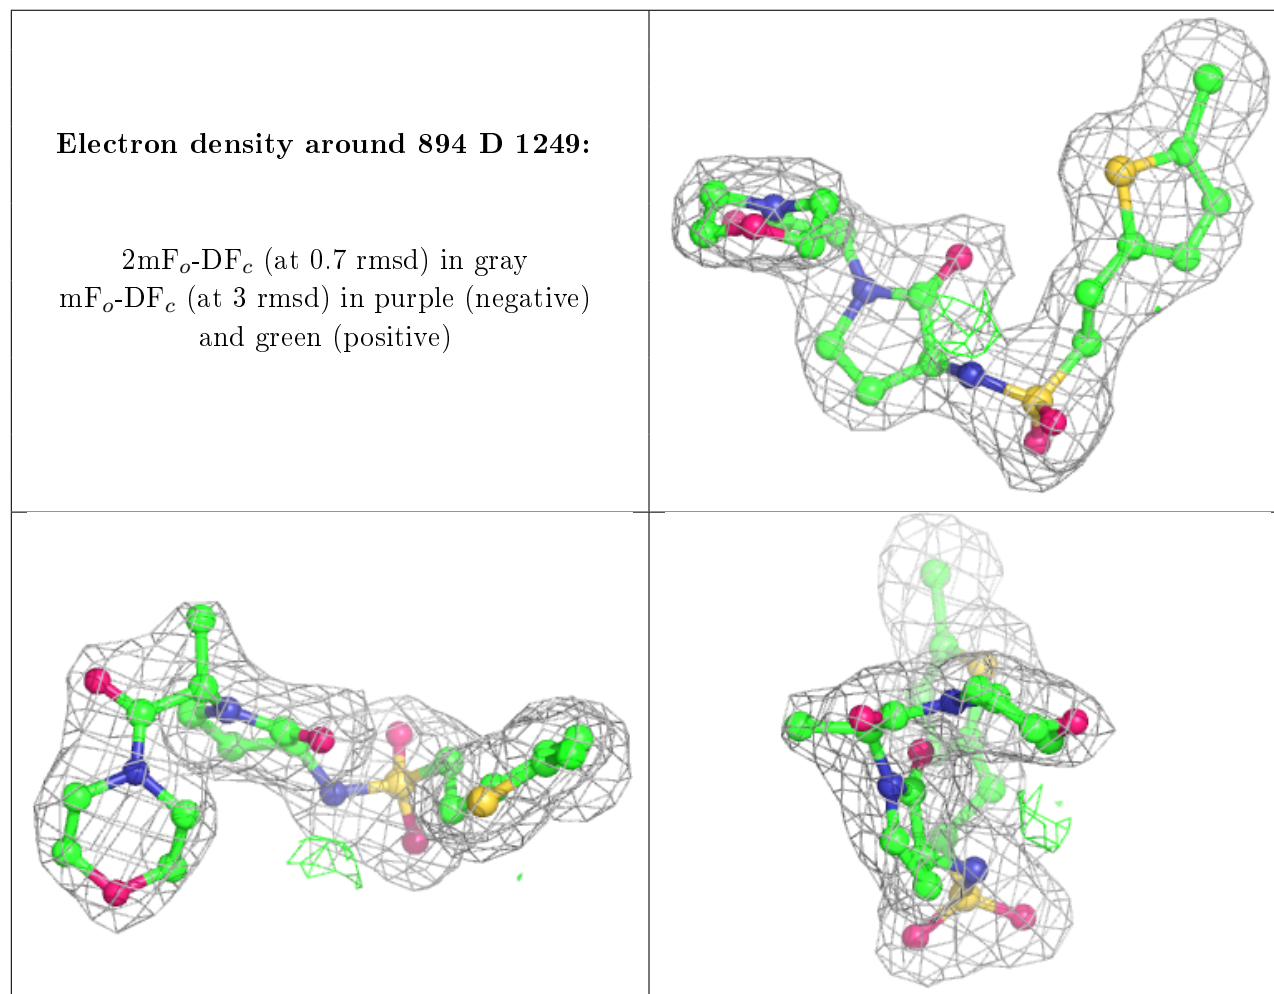 Electron density around 894 D 1249:
2mFo-DFc (at 0.7 rmsd) in gray
mFo-DFc (at 3 rmsd) in purple (negative)
and green (positive)